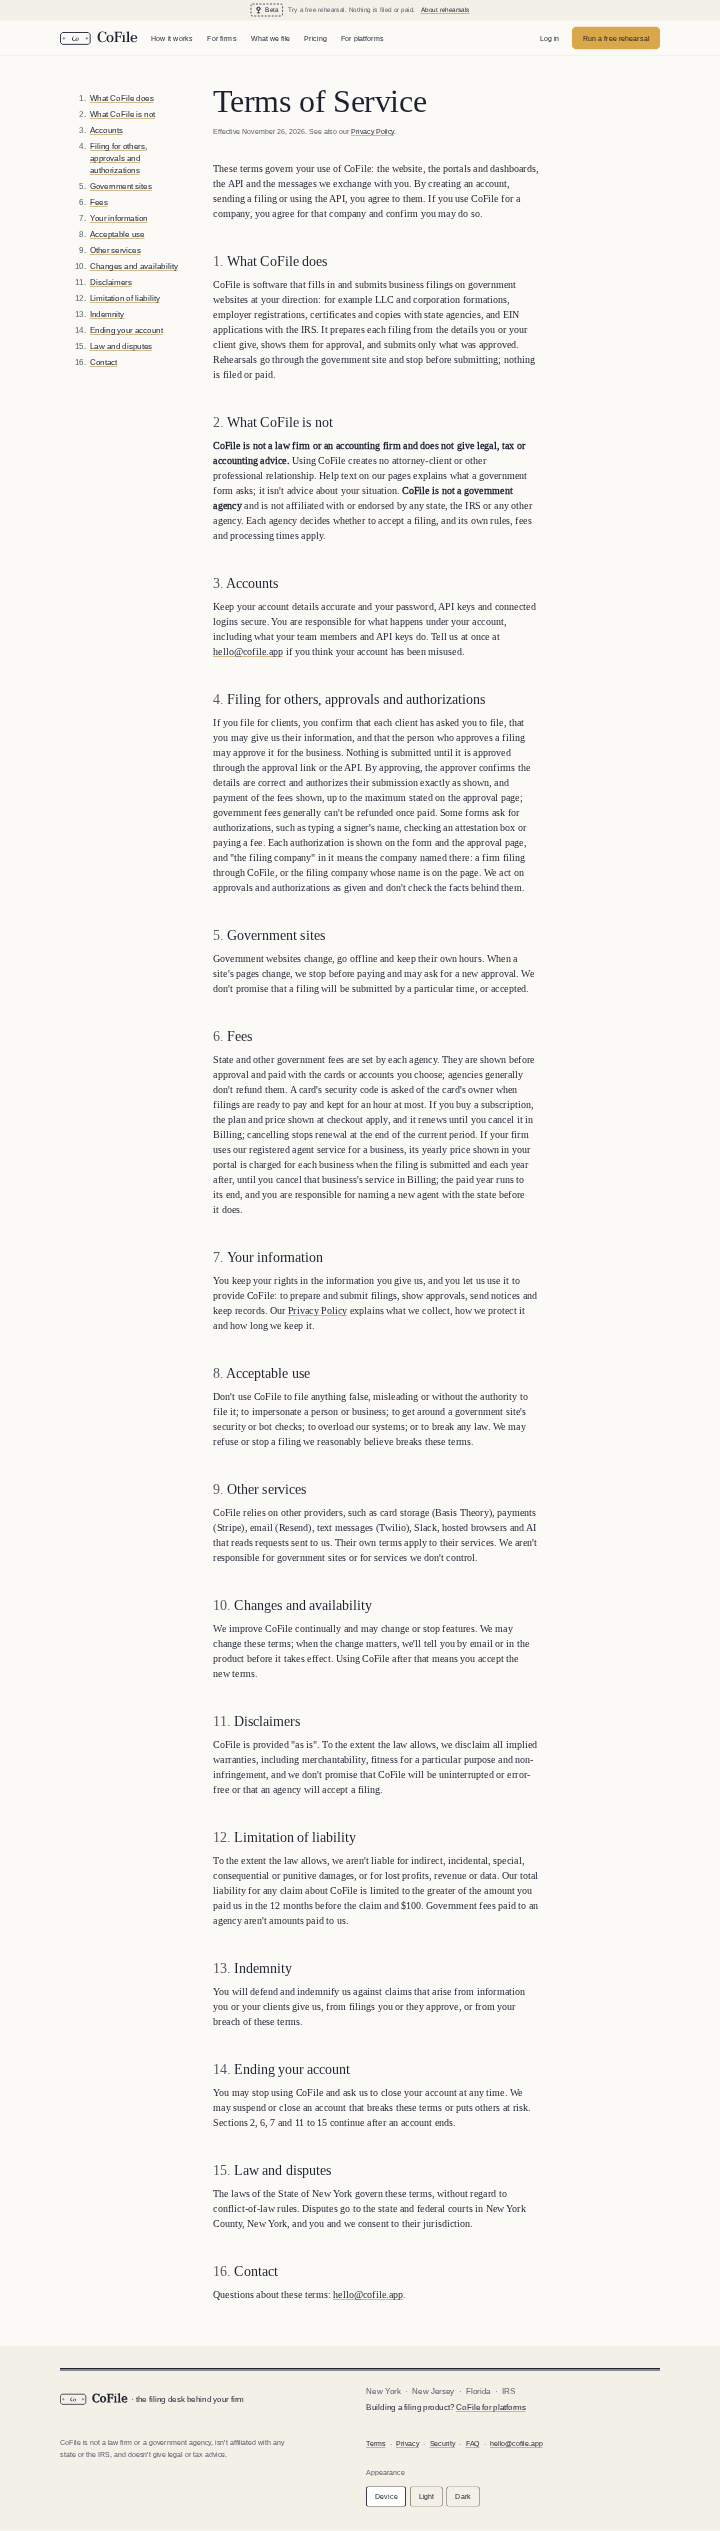 Beta Try a free rehearsal. Nothing is filed or paid. About rehearsals
Co CoFile How it works For firms What we file Pricing For platforms Log in Run a free rehearsal
1. What CoFile does
2. What CoFile is not
3. Accounts
4. Filing for others,
approvals and
authorizations
5. Government sites
6. Fees
7. Your information
8. Acceptable use
9. Other services
10. Changes and availability
11. Disclaimers
12. Limitation of liability
13. Indemnity
14. Ending your account
15. Law and disputes
16. Contact
Terms of Service
Effective November 26, 2026. See also our Privacy Policy.
These terms govern your use of CoFile: the website, the portals and dashboards,
the API and the messages we exchange with you. By creating an account,
sending a filing or using the API, you agree to them. If you use CoFile for a
company, you agree for that company and confirm you may do so.
1. What CoFile does
CoFile is software that fills in and submits business filings on government
websites at your direction: for example LLC and corporation formations,
employer registrations, certificates and copies with state agencies, and EIN
applications with the IRS. It prepares each filing from the details you or your
client give, shows them for approval, and submits only what was approved.
Rehearsals go through the government site and stop before submitting; nothing
is filed or paid.
2. What CoFile is not
CoFile is not a law firm or an accounting firm and does not give legal, tax or
accounting advice. Using CoFile creates no attorney-client or other
professional relationship. Help text on our pages explains what a government
form asks; it isn't advice about your situation. CoFile is not a government
agency and is not affiliated with or endorsed by any state, the IRS or any other
agency. Each agency decides whether to accept a filing, and its own rules, fees
and processing times apply.
3. Accounts
Keep your account details accurate and your password, API keys and connected
logins secure. You are responsible for what happens under your account,
including what your team members and API keys do. Tell us at once at
hello@cofile.app if you think your account has been misused.
4. Filing for others, approvals and authorizations
If you file for clients, you confirm that each client has asked you to file, that
you may give us their information, and that the person who approves a filing
may approve it for the business. Nothing is submitted until it is approved
through the approval link or the API. By approving, the approver confirms the
details are correct and authorizes their submission exactly as shown, and
payment of the fees shown, up to the maximum stated on the approval page;
government fees generally can't be refunded once paid. Some forms ask for
authorizations, such as typing a signer's name, checking an attestation box or
paying a fee. Each authorization is shown on the form and the approval page,
and "the filing company" in it means the company named there: a firm filing
through CoFile, or the filing company whose name is on the page. We act on
approvals and authorizations as given and don't check the facts behind them.
5. Government sites
Government websites change, go offline and keep their own hours. When a
site's pages change, we stop before paying and may ask for a new approval. We
don't promise that a filing will be submitted by a particular time, or accepted.
6. Fees
State and other government fees are set by each agency. They are shown before
approval and paid with the cards or accounts you choose; agencies generally
don't refund them. A card's security code is asked of the card's owner when
filings are ready to pay and kept for an hour at most. If you buy a subscription,
the plan and price shown at checkout apply, and it renews until you cancel it in
Billing; cancelling stops renewal at the end of the current period. If your firm
uses our registered agent service for a business, its yearly price shown in your
portal is charged for each business when the filing is submitted and each year
after, until you cancel that business's service in Billing; the paid year runs to
its end, and you are responsible for naming a new agent with the state before
it does.
7. Your information
You keep your rights in the information you give us, and you let us use it to
provide CoFile: to prepare and submit filings, show approvals, send notices and
keep records. Our Privacy Policy explains what we collect, how we protect it
and how long we keep it.
8. Acceptable use
Don't use CoFile to file anything false, misleading or without the authority to
file it; to impersonate a person or business; to get around a government site's
security or bot checks; to overload our systems; or to break any law. We may
refuse or stop a filing we reasonably believe breaks these terms.
9. Other services
CoFile relies on other providers, such as card storage (Basis Theory), payments
(Stripe), email (Resend), text messages (Twilio), Slack, hosted browsers and AI
that reads requests sent to us. Their own terms apply to their services. We aren't
responsible for government sites or for services we don't control.
10. Changes and availability
We improve CoFile continually and may change or stop features. We may
change these terms; when the change matters, we'll tell you by email or in the
product before it takes effect. Using CoFile after that means you accept the
new terms.
11. Disclaimers
CoFile is provided "as is". To the extent the law allows, we disclaim all implied
warranties, including merchantability, fitness for a particular purpose and non-
infringement, and we don't promise that CoFile will be uninterrupted or error-
free or that an agency will accept a filing.
12. Limitation of liability
To the extent the law allows, we aren't liable for indirect, incidental, special,
consequential or punitive damages, or for lost profits, revenue or data. Our total
liability for any claim about CoFile is limited to the greater of the amount you
paid us in the 12 months before the claim and $100. Government fees paid to an
agency aren't amounts paid to us.
13. Indemnity
You will defend and indemnify us against claims that arise from information
you or your clients give us, from filings you or they approve, or from your
breach of these terms.
14. Ending your account
You may stop using CoFile and ask us to close your account at any time. We
may suspend or close an account that breaks these terms or puts others at risk.
Sections 2, 6, 7 and 11 to 15 continue after an account ends.
15. Law and disputes
The laws of the State of New York govern these terms, without regard to
conflict-of-law rules. Disputes go to the state and federal courts in New York
County, New York, and you and we consent to their jurisdiction.
16. Contact
Questions about these terms: hello@cofile.app.
Co CoFile · the filing desk behind your firm
New York · New Jersey · Florida · IRS
Building a filing product? CoFile for platforms
CoFile is not a law firm or a government agency, isn't affiliated with any
state or the IRS, and doesn't give legal or tax advice.
Terms · Privacy · Security · FAQ · hello@cofile.app
Appearance
Device Light Dark